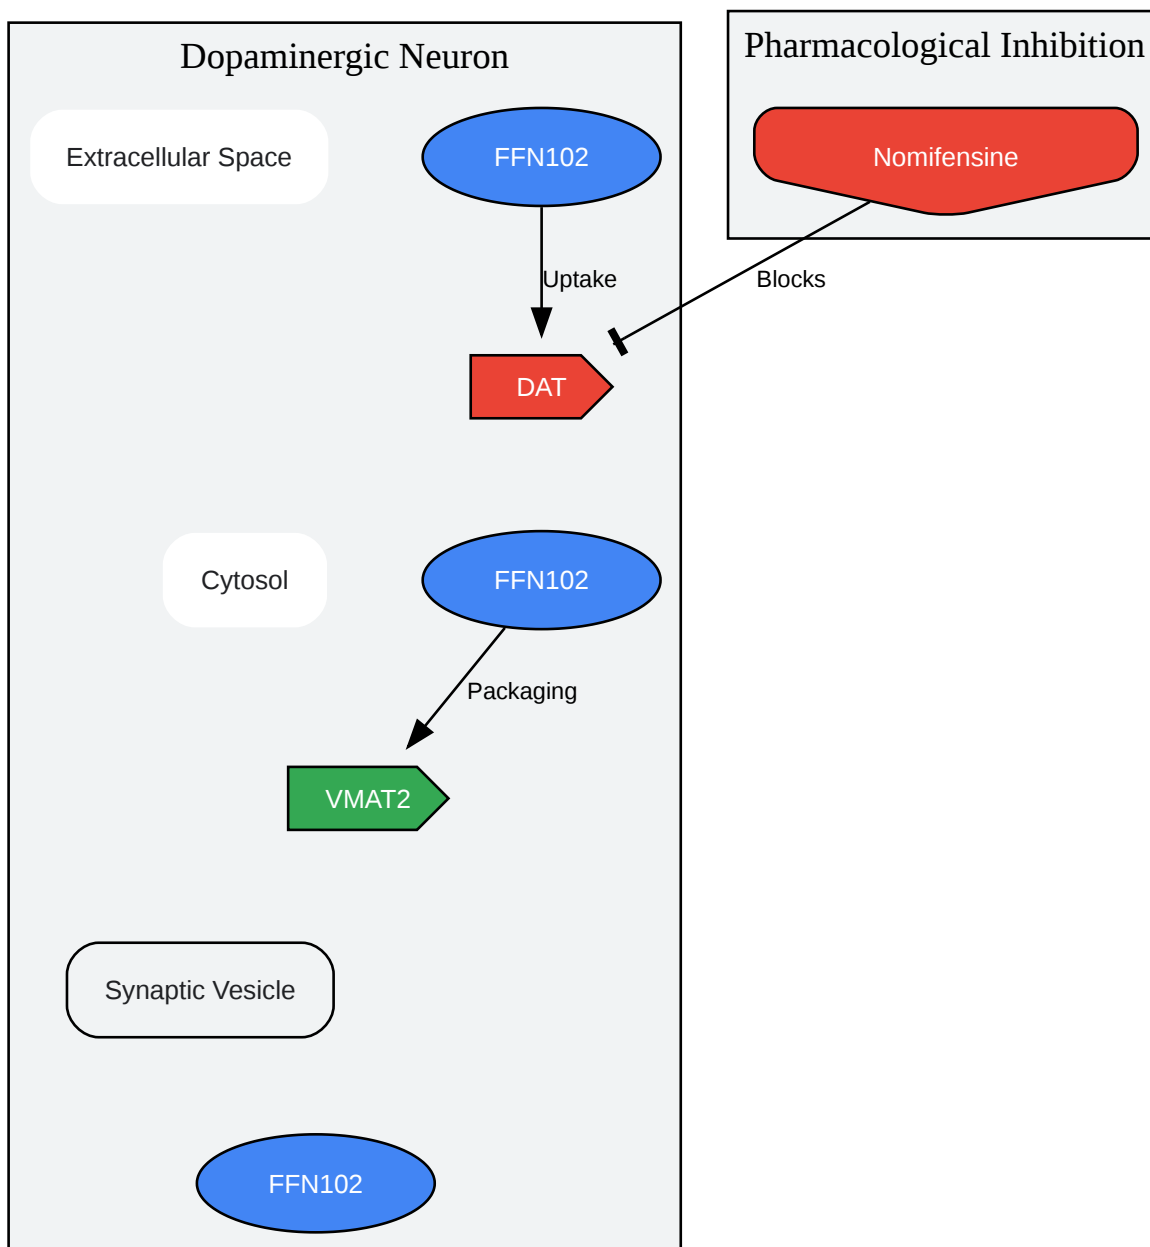 Dopaminergic Neuron
Pharmacological Inhibition
Extracellular Space
FFN102
Nomifensine
Uptake
Blocks
DAT
Cytosol
FFN102
Packaging
VMAT2
Synaptic Vesicle
FFN102